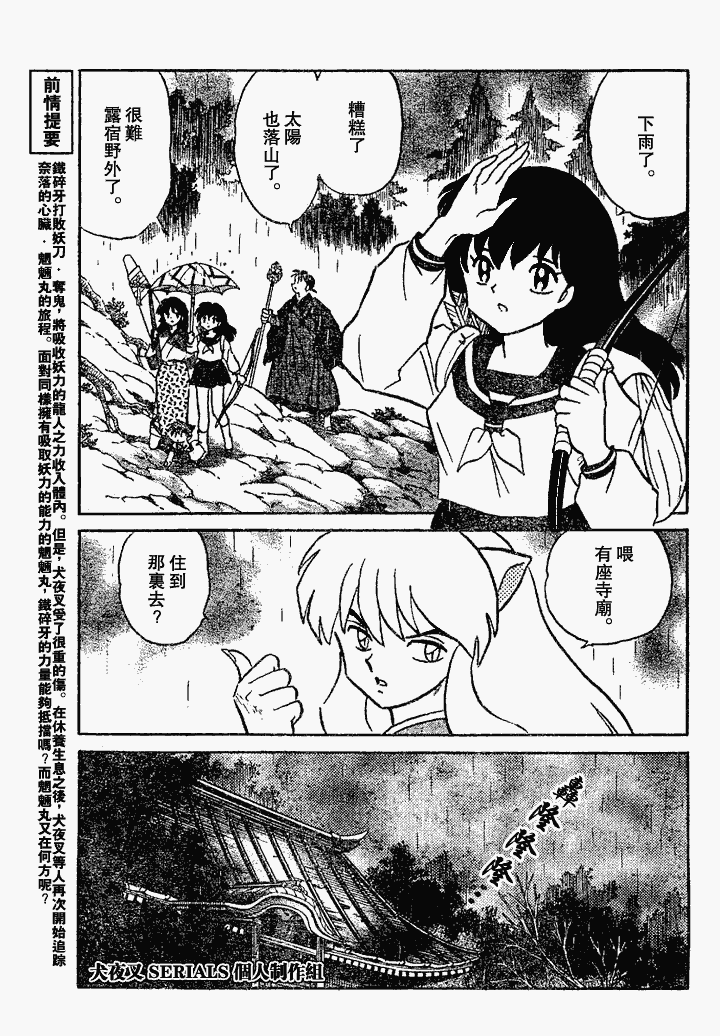 前情提要
鐵碎牙打敗妖刀．奪鬼，將吸收妖力的龍人之力收入體內。但是，犬夜叉受了很重的傷。在休養生息之後，犬夜叉等人再次開始追踪
奈落的心臟．魍魎丸的旅程。面對同樣擁有吸取妖力的能力的魍魎丸，鐵碎牙的力量能夠抵擋嗎？而魍魎丸又在何方呢？
下雨了。
糟糕了
太陽
也落山了。
很難
露宿野外了。
喂
有座寺廟。
住到
那裏去？
轟隆隆隆…
犬夜叉 SERIALS 個人制作組